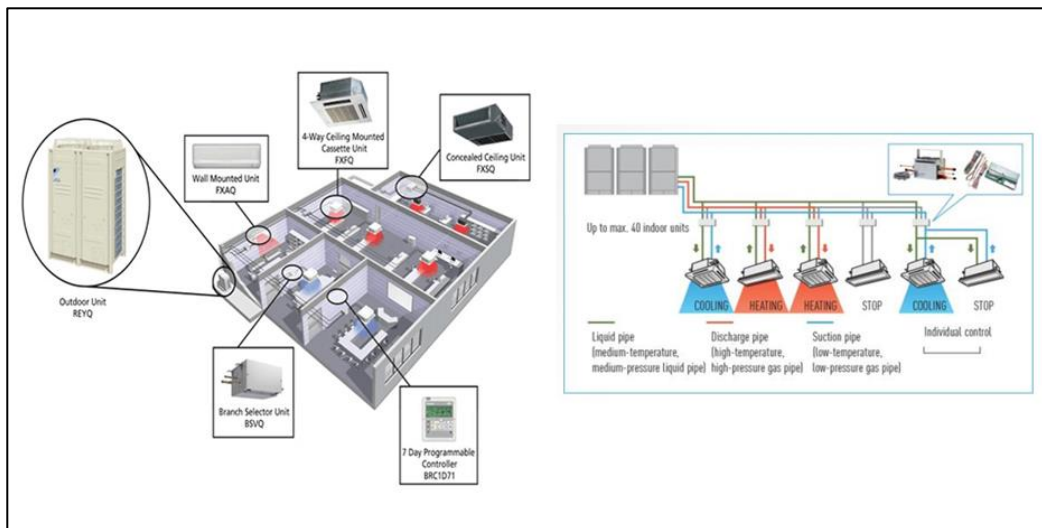 4-Way Ceiling Mounted
Cassette Unit
FXFQ
Concealed Ceiling Unit
FXSQ
Wall Mounted Unit
FXAQ
Outdoor Unit
REYQ
Branch Selector Unit
BSVQ
7 Day Programmable
Controller
BRC1D71
Up to max. 40 indoor units
COOLING
HEATING
HEATING
STOP
COOLING
STOP
Liquid pipe
(medium-temperature,
medium-pressure liquid pipe)
Discharge pipe
(high-temperature,
high-pressure gas pipe)
Suction pipe
(low-temperature,
low-pressure gas pipe)
Individual control